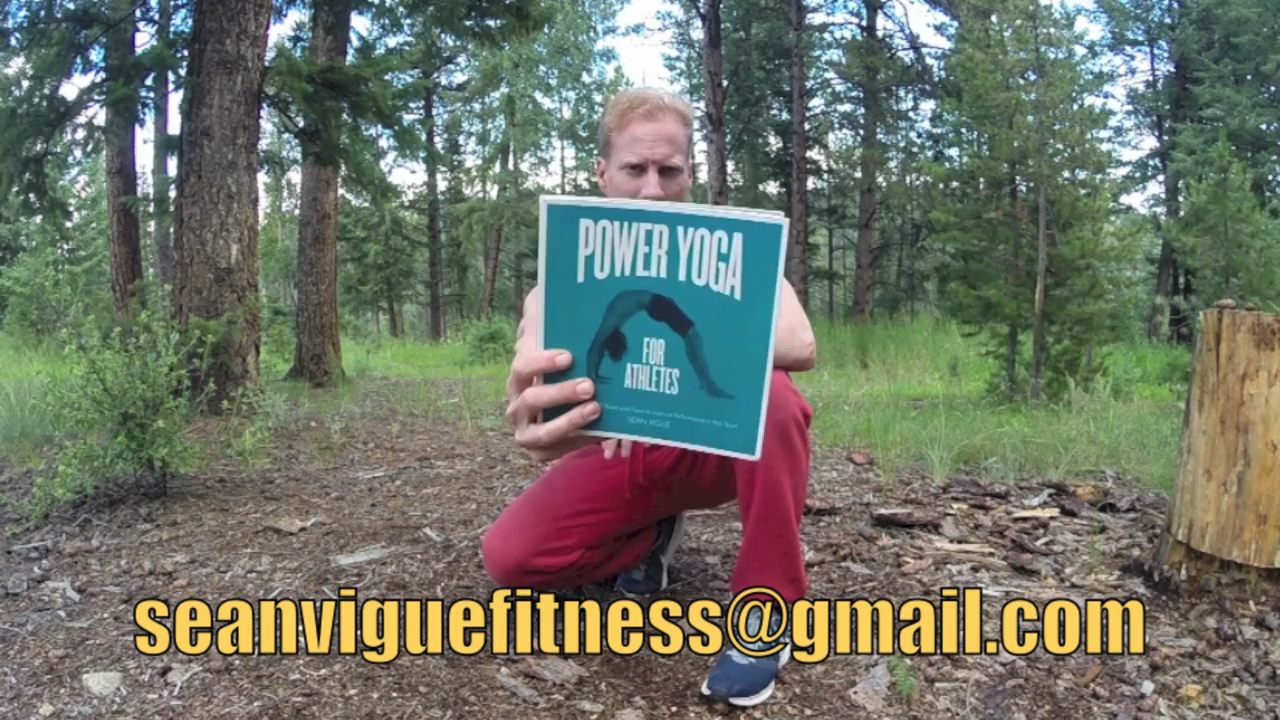 POWER YOGA
FOR
ATHLETES
SEAN VIGUE
seanviguefitness@gmail.com